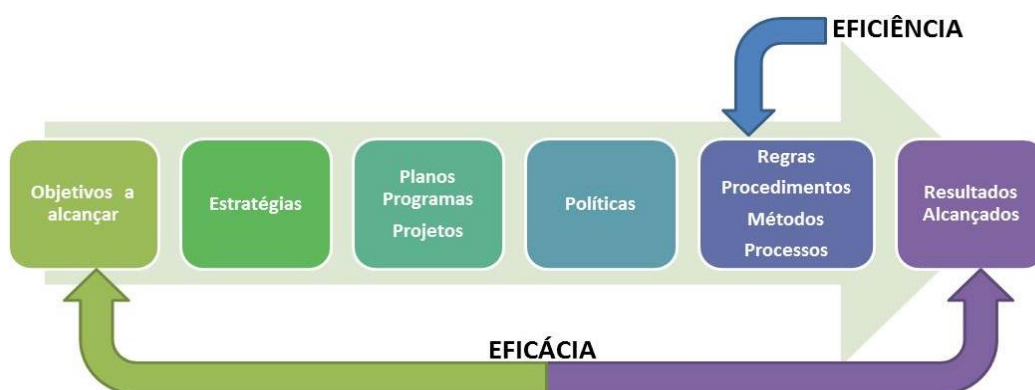 EFICIÊNCIA
Objetivos a
alcançar
Estratégias
Planos
Programas
Projetos
Políticas
Regras
Procedimentos
Métodos
Processos
Resultados
Alcançados
EFICÁCIA